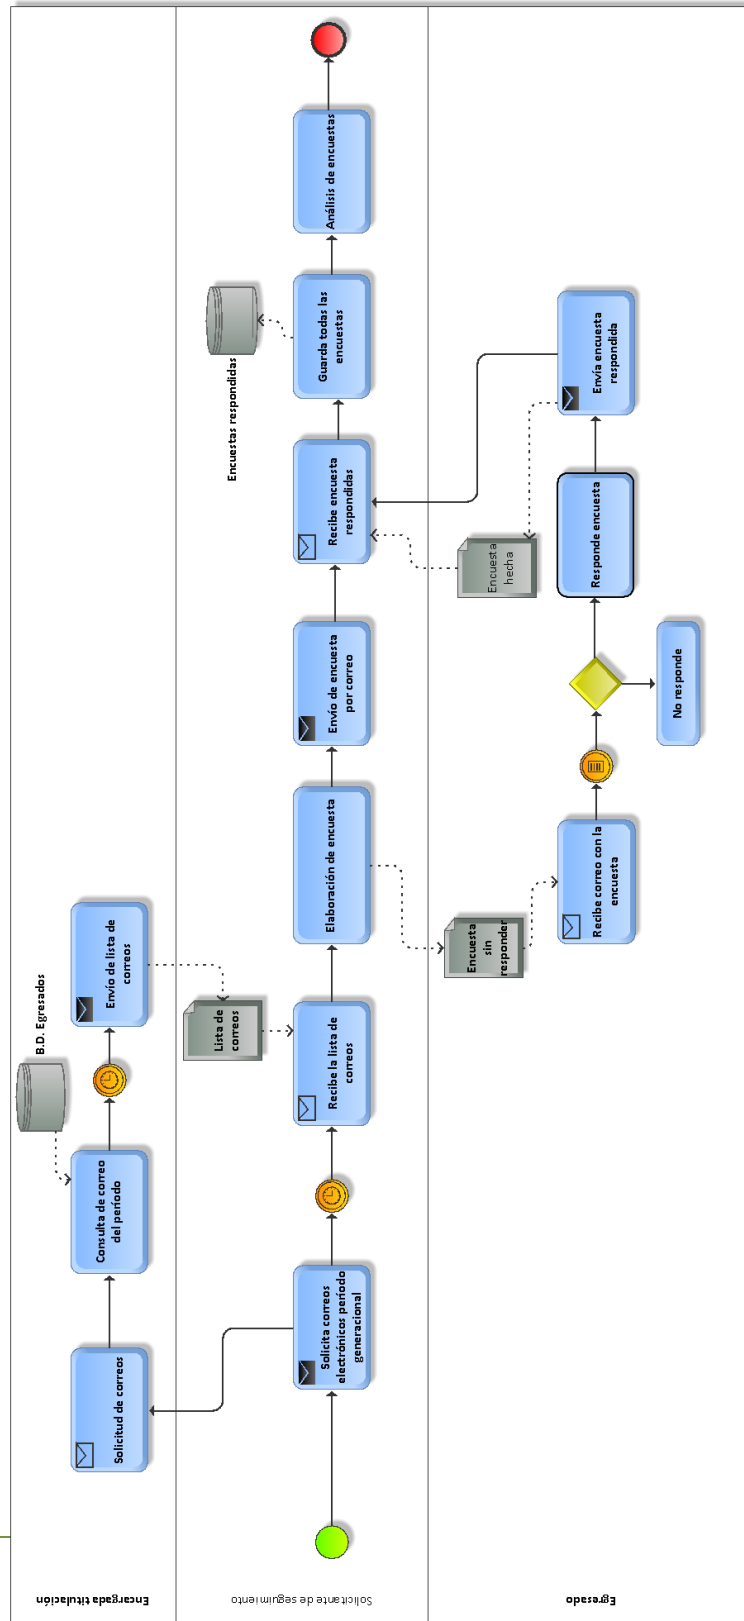 Encargada titulación
Solicitud de correos
Consulta de correo
del período
B.D. Egresados
Envío de lista de
correos
Solicitante de seguimiento
Solicita correos
electrónicos período
generacional
Lista de
correos
Recibe la lista de
correos
Elaboración de encuesta
Envío de encuesta
por correo
Recibe encuesta
respondidas
Encuestas respondidas
Guarda todas las
encuestas
Análisis de encuestas
Egresado
Encuesta
sin
responder
Recibe correo con la
encuesta
No responde
Responde encuesta
Encuesta
hecha
Envía encuesta
respondida